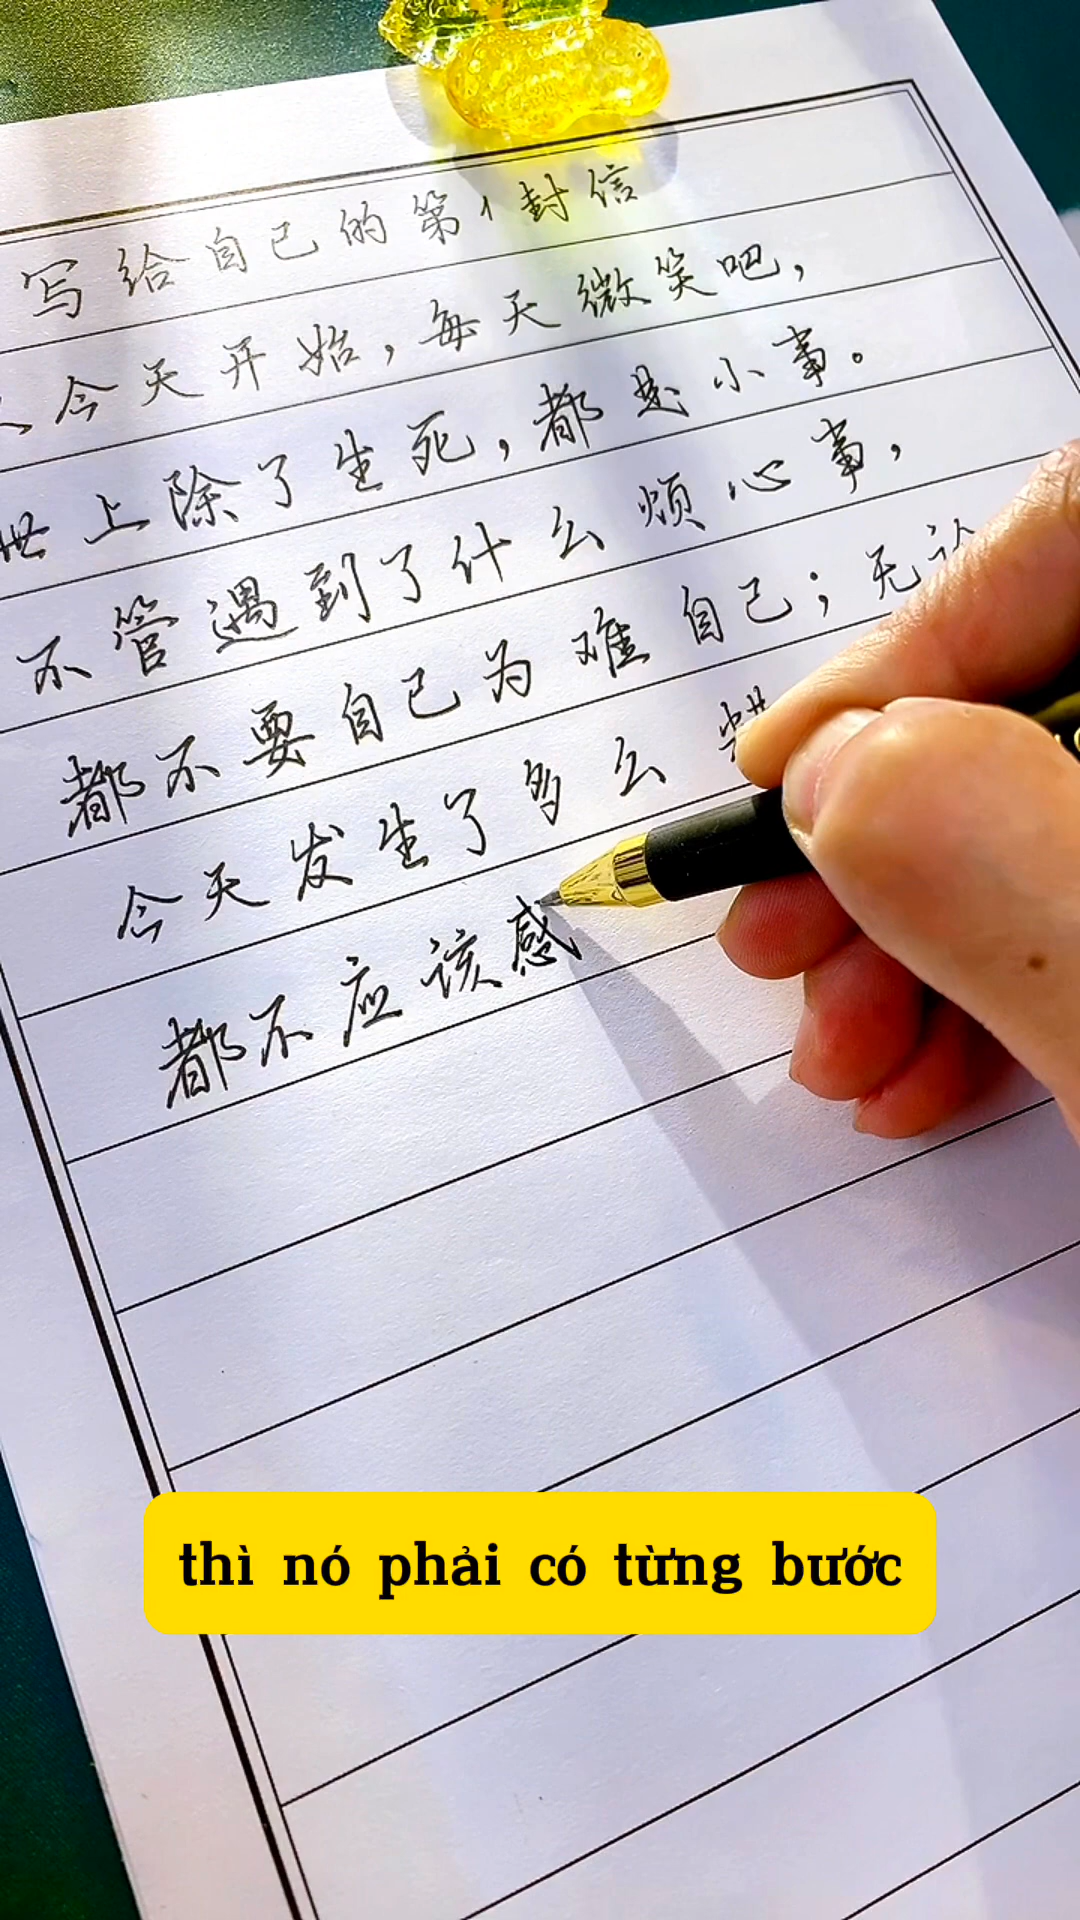 写给自己的第1封信
今天开始，每天微笑吧，
世上除了生死，都是小事。
不管遇到了什么烦心事，
都不要自己为难自己；无论
今天发生了多么
都不应该感
thì nó phải có từng bước